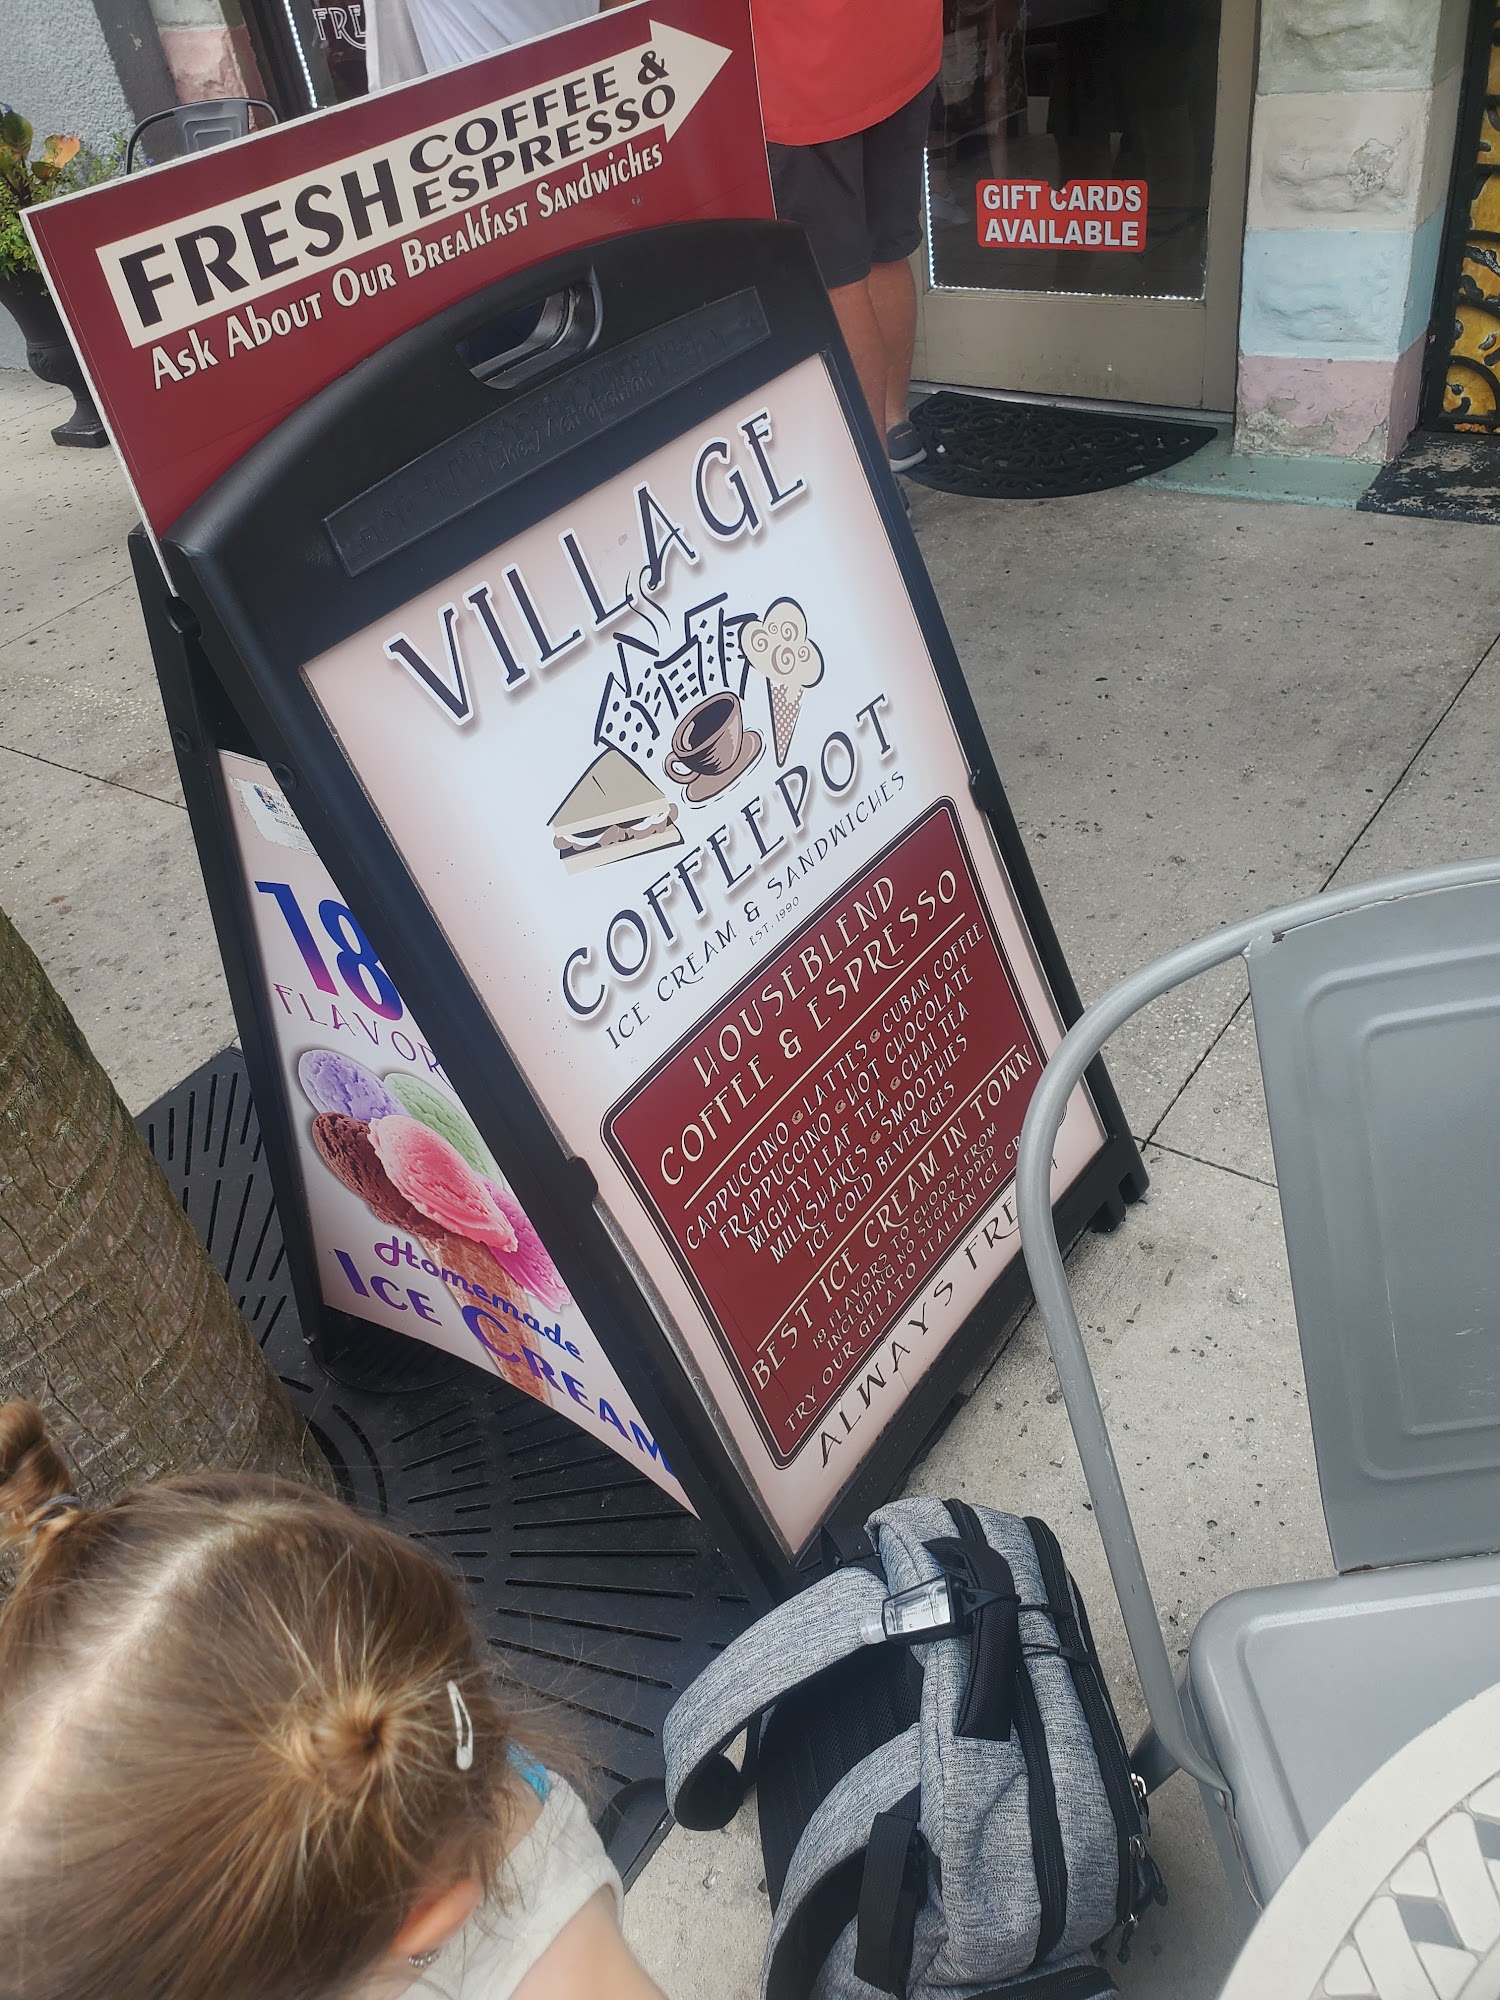 FRESH COFFEE & ESPRESSO
Ask About Our Breakfast Sandwiches
GIFT CARDS
AVAILABLE
VILLAGE
COFFEEPOT
ICE CREAM & SANDWICHES
EST. 1990
HOUSEBLEND
COFFEE & ESPRESSO
CAPPUCCINO LATTES CUBAN COFFEE
FRAPPUCCINO HOT CHOCOLATE
MIGHTY LEAF TEA CHAI TEA
MILKSHAKES SMOOTHIES
ICE COLD BEVERAGES
BEST ICE CREAM IN TOWN
18 FLAVORS TO CHOOSE FROM
INCLUDING NO SUGAR ADDED
TRY OUR GELATO ITALIAN ICE CR
ALWAYS FRE
18
FLAVOR
Homemade
ICE CREAM
FRE